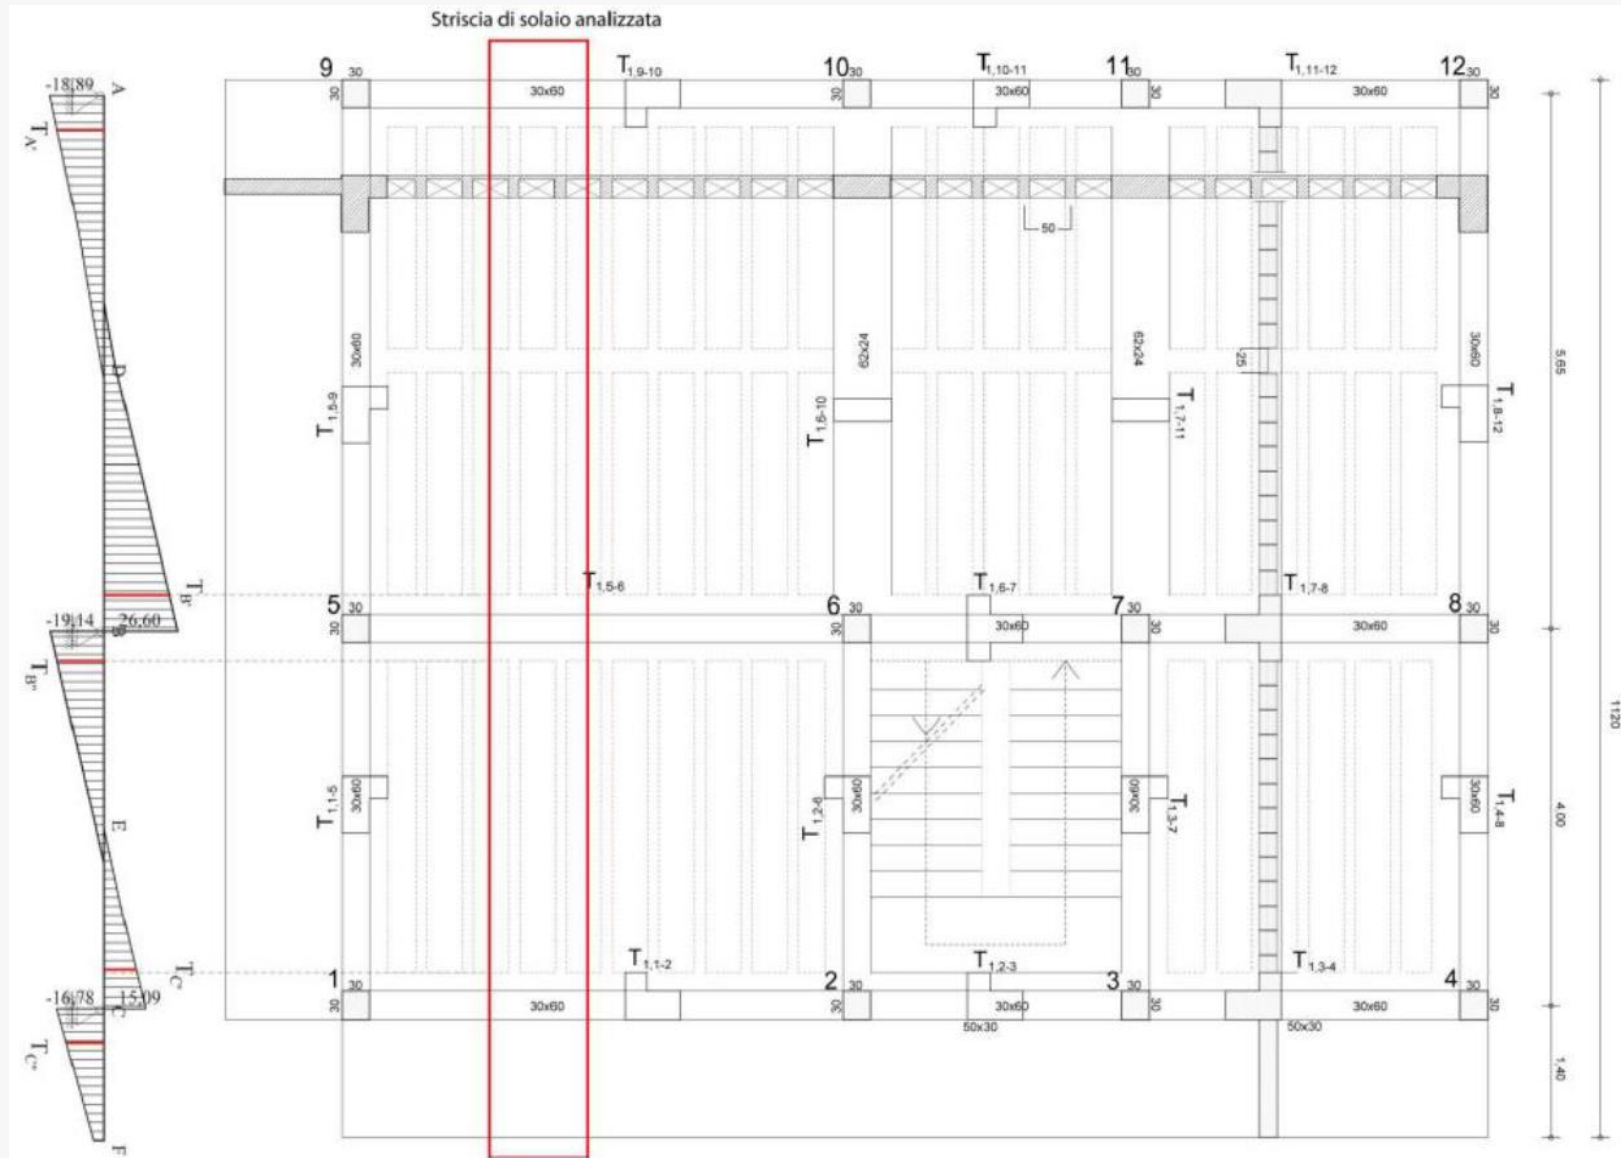 Striscia di solaio analizzata
9 30 T1,9-10 10 30 T1,10-11 11 30 T1,11-12 12 30
-18,89 A
30 30x60 30 30x60 30 30x60 30
TA'
50
30x60 62x24 62x24 25 30x60 5.65
D
T1,5-9 T1,6-10 T1,7-11 T1,8-12
TB' T1,5-6 T1,6-7 T1,7-8
5 30 6 30 7 30 8 30
-19,14 26,60 B
30 30 30x60 30 30x60 30
TB''
1120
T1,1-5 30x60 T1,2-6 30x60 30x60 T1,3-7 30x60 T1,4-8 4.00
E
TC' T1,1-2 T1,2-3 T1,3-4
1 30 2 30 3 30 4 30
-16,78 15,09 C
30 30x60 30 30x60 30 30x60 30
50x30 50x30
TC''
1,40
F